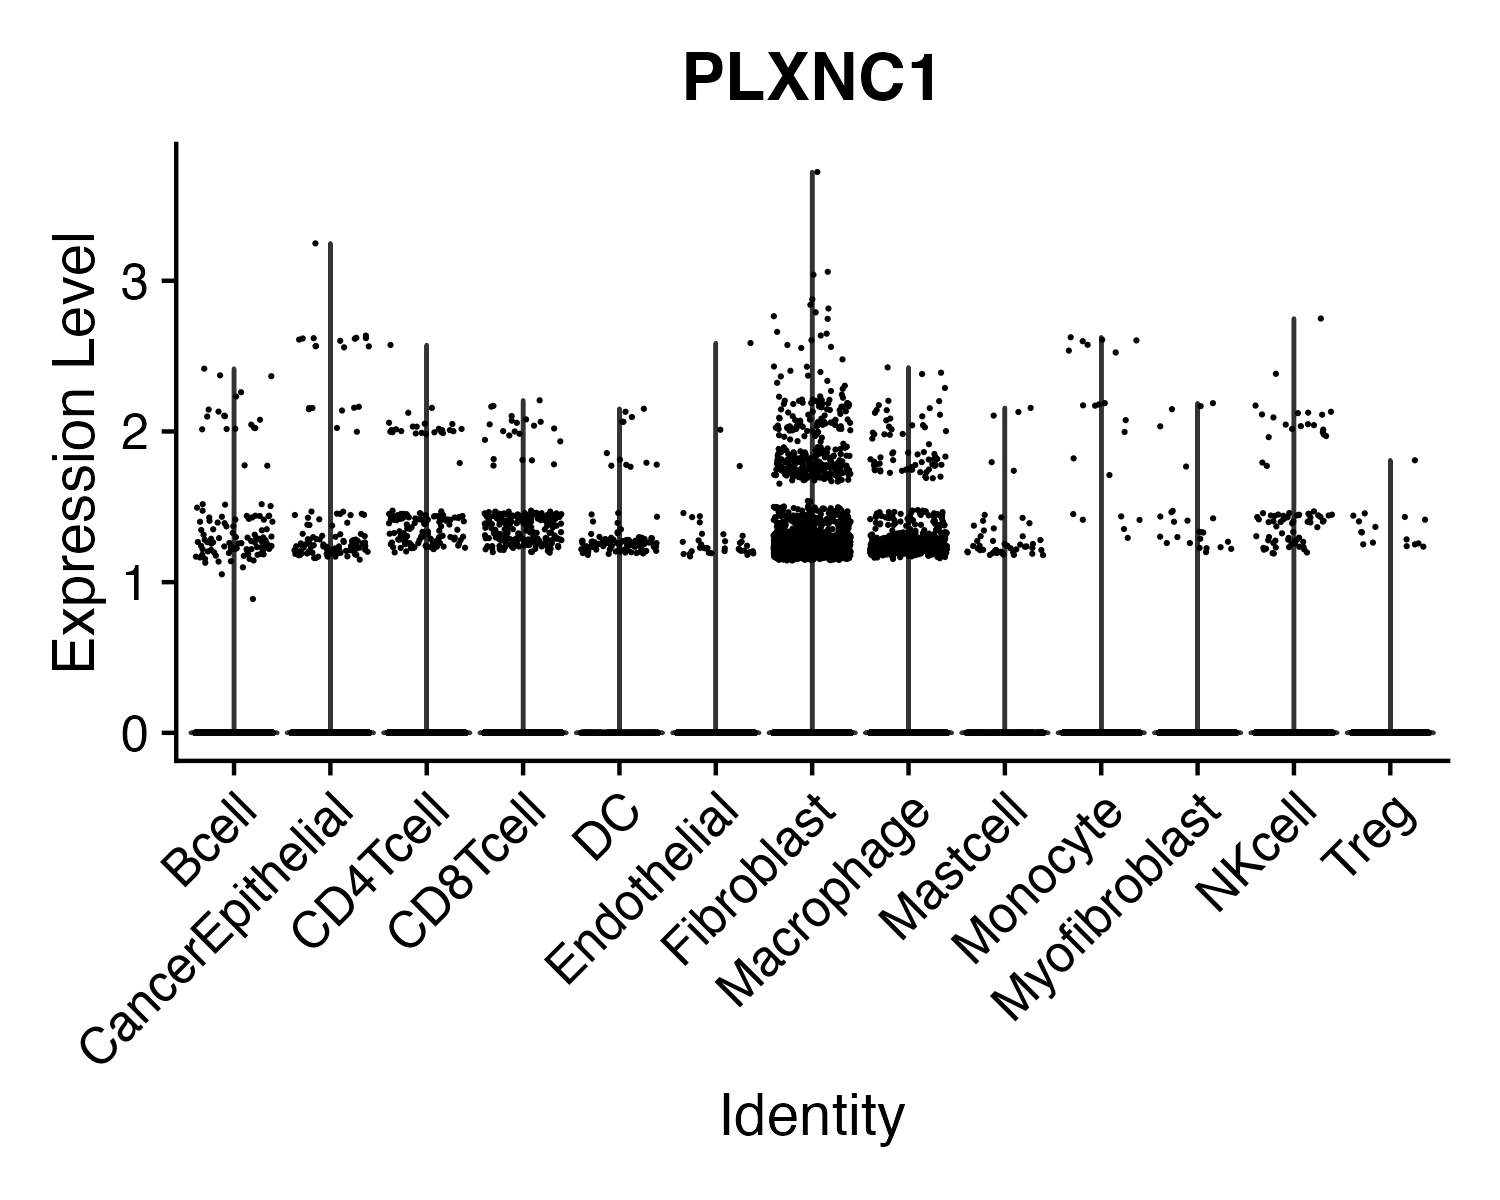 PLXNC1
Expression Level
3
2
1
0
Bcell
CancerEpithelial
CD4Tcell
CD8Tcell
DC
Endothelial
Fibroblast
Macrophage
Mastcell
Monocyte
Myofibroblast
NKcell
Treg
Identity